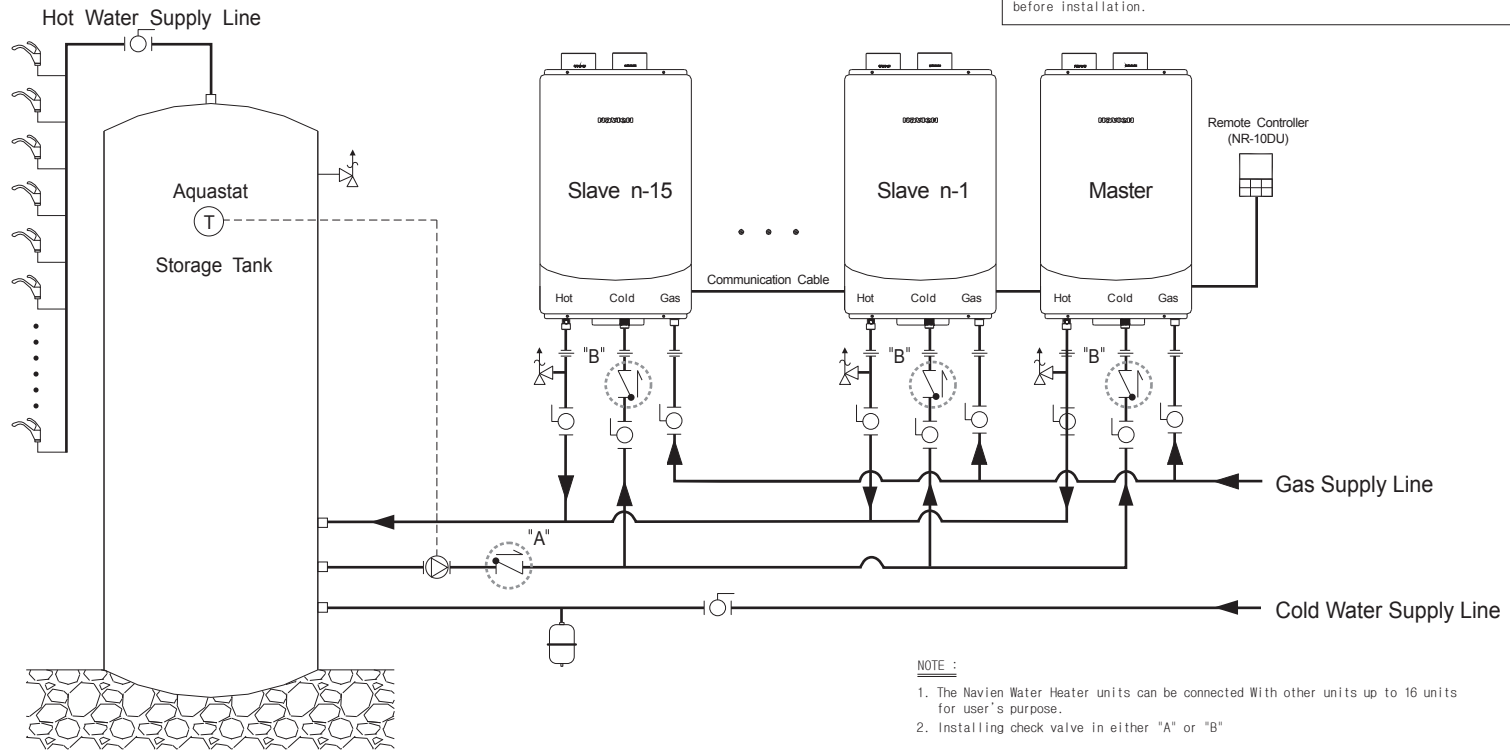 before installation.
Hot Water Supply Line
Remote Controller
(NR-10DU)
Aquastat
T
Storage Tank
Slave n-15
Slave n-1
Master
Communication Cable
Hot Cold Gas
Hot Cold Gas
Hot Cold Gas
"B"
"B"
"B"
Gas Supply Line
"A"
Cold Water Supply Line
NOTE :
1. The Navien Water Heater units can be connected With other units up to 16 units
for user's purpose.
2. Installing check valve in either "A" or "B"